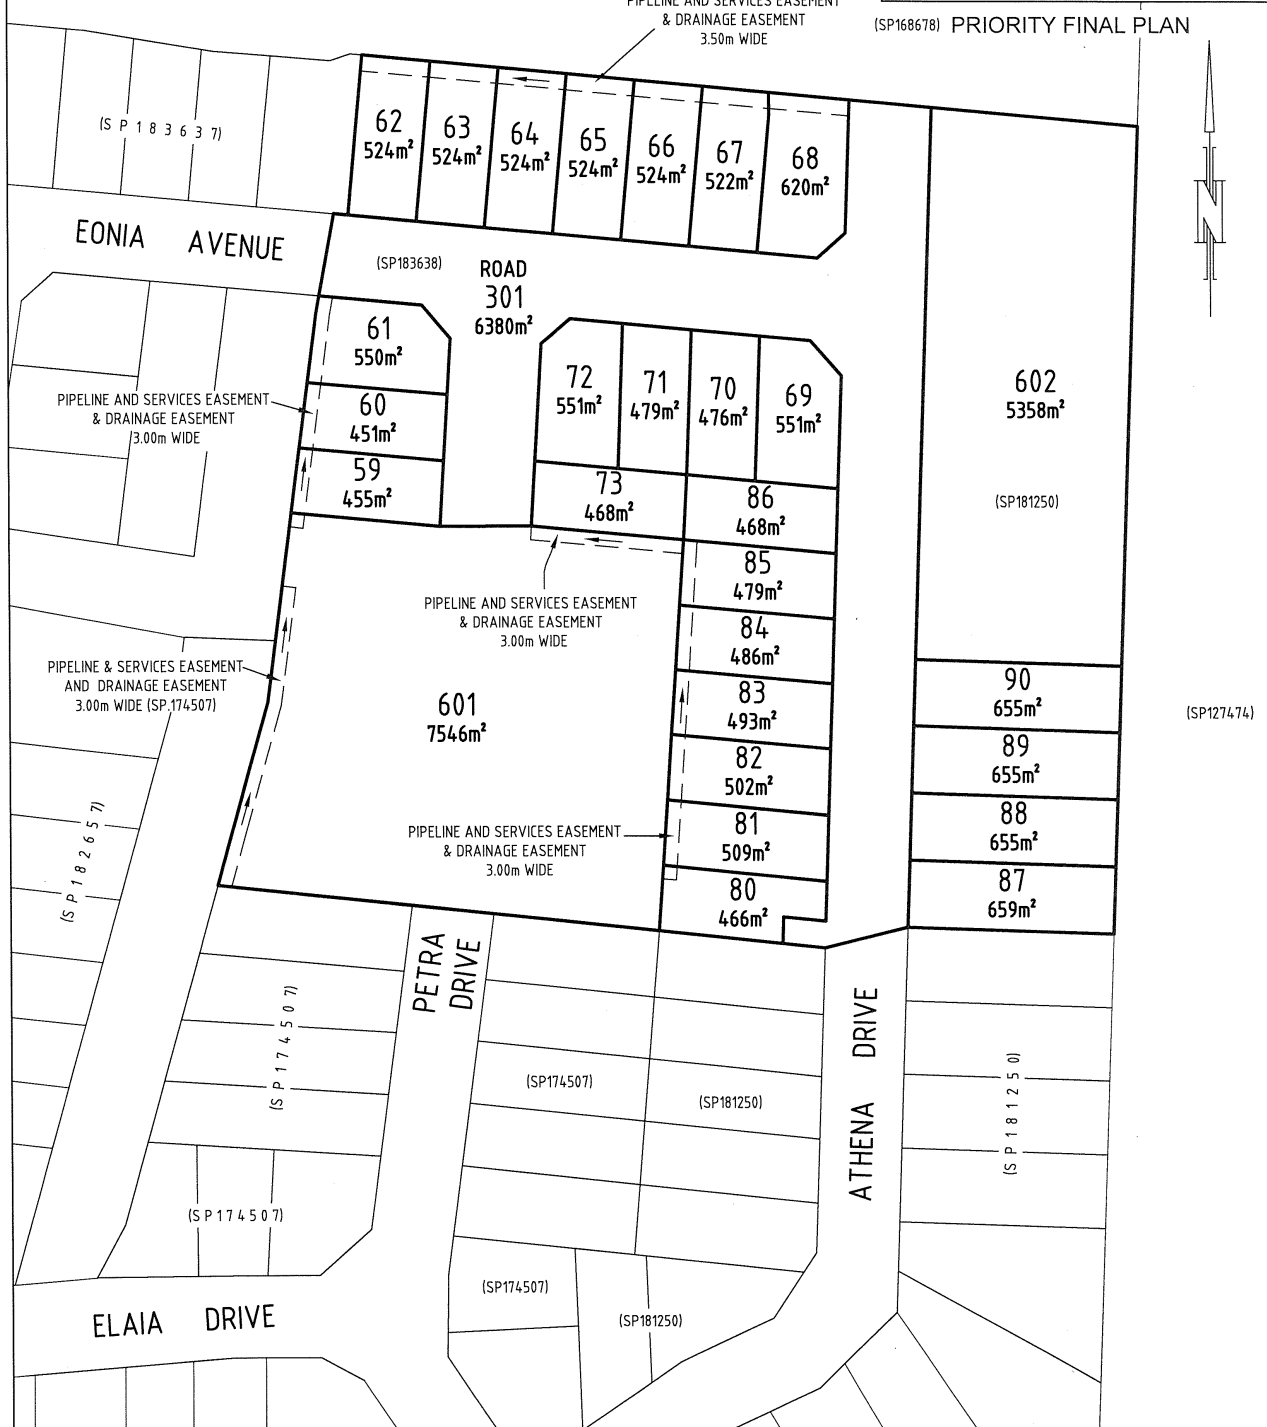 PIPELINE AND SERVICES EASEMENT
& DRAINAGE EASEMENT
3.50m WIDE
(SP168678) PRIORITY FINAL PLAN
N
(SP183637)
62
524m²
63
524m²
64
524m²
65
524m²
66
524m²
67
522m²
68
620m²
EONIA AVENUE
(SP183638)
ROAD
301
6380m²
61
550m²
60
451m²
59
455m²
PIPELINE AND SERVICES EASEMENT
& DRAINAGE EASEMENT
3.00m WIDE
72
551m²
71
479m²
70
476m²
69
551m²
602
5358m²
(SP181250)
73
468m²
86
468m²
85
479m²
84
486m²
83
493m²
82
502m²
81
509m²
80
466m²
PIPELINE AND SERVICES EASEMENT
& DRAINAGE EASEMENT
3.00m WIDE
PIPELINE & SERVICES EASEMENT
AND DRAINAGE EASEMENT
3.00m WIDE (SP.174507)
601
7546m²
90
655m²
89
655m²
88
655m²
87
659m²
(SP127474)
PIPELINE AND SERVICES EASEMENT
& DRAINAGE EASEMENT
3.00m WIDE
(SP182657)
PETRA
DRIVE
(SP174507)
(SP174507)
(SP181250)
ATHENA DRIVE
(SP181250)
(SP174507)
(SP174507)
(SP181250)
ELAIA DRIVE